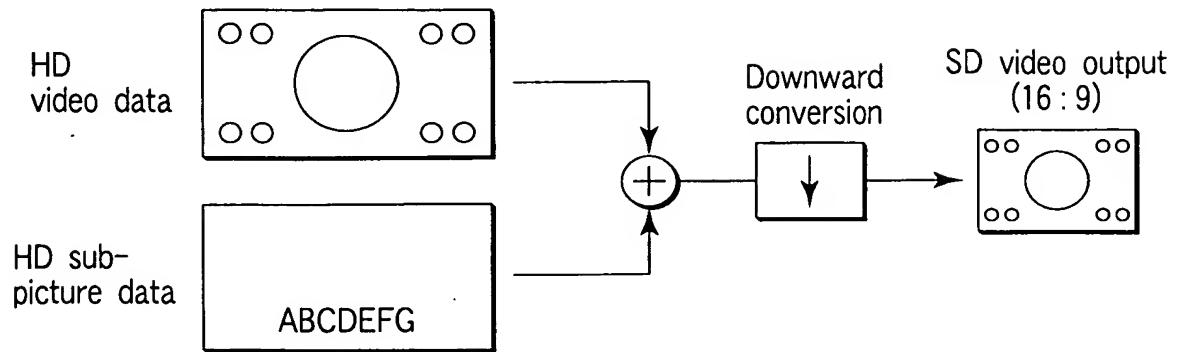 HD
video data
HD sub-
picture data
ABCDEFG
Downward
conversion
SD video output
(16 : 9)